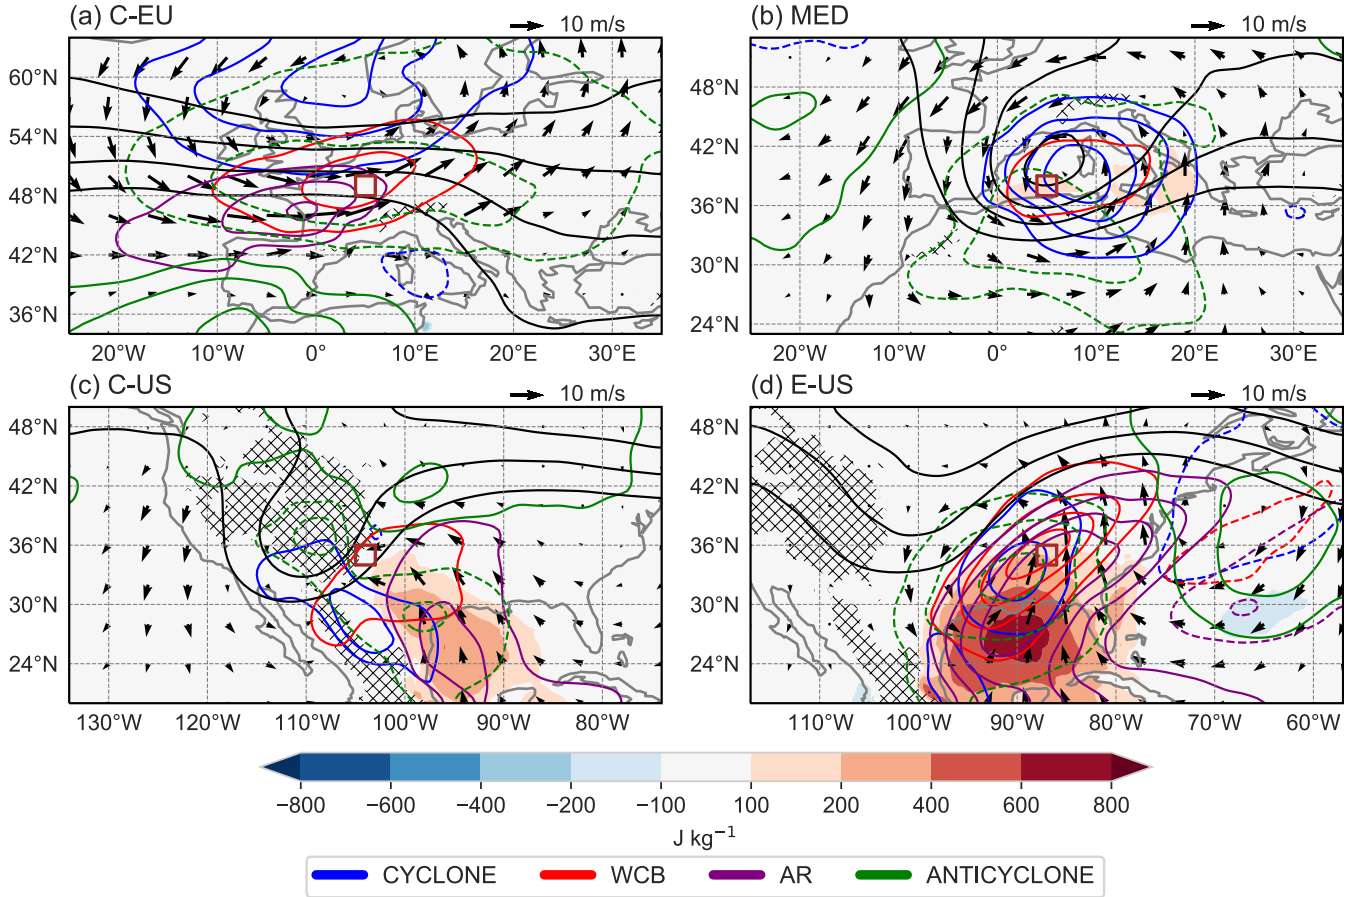 (a) C-EU
10 m/s
(b) MED
10 m/s
60°N
54°N
48°N
42°N
36°N
20°W
10°W
0°
10°E
20°E
30°E
48°N
42°N
36°N
30°N
24°N
20°W
10°W
0°
10°E
20°E
30°E
(c) C-US
10 m/s
(d) E-US
10 m/s
48°N
42°N
36°N
30°N
24°N
130°W
120°W
110°W
100°W
90°W
80°W
48°N
42°N
36°N
30°N
24°N
110°W
100°W
90°W
80°W
70°W
60°W
−800
−600
−400
−200
−100
100
200
400
600
800
J kg⁻¹
CYCLONE
WCB
AR
ANTICYCLONE